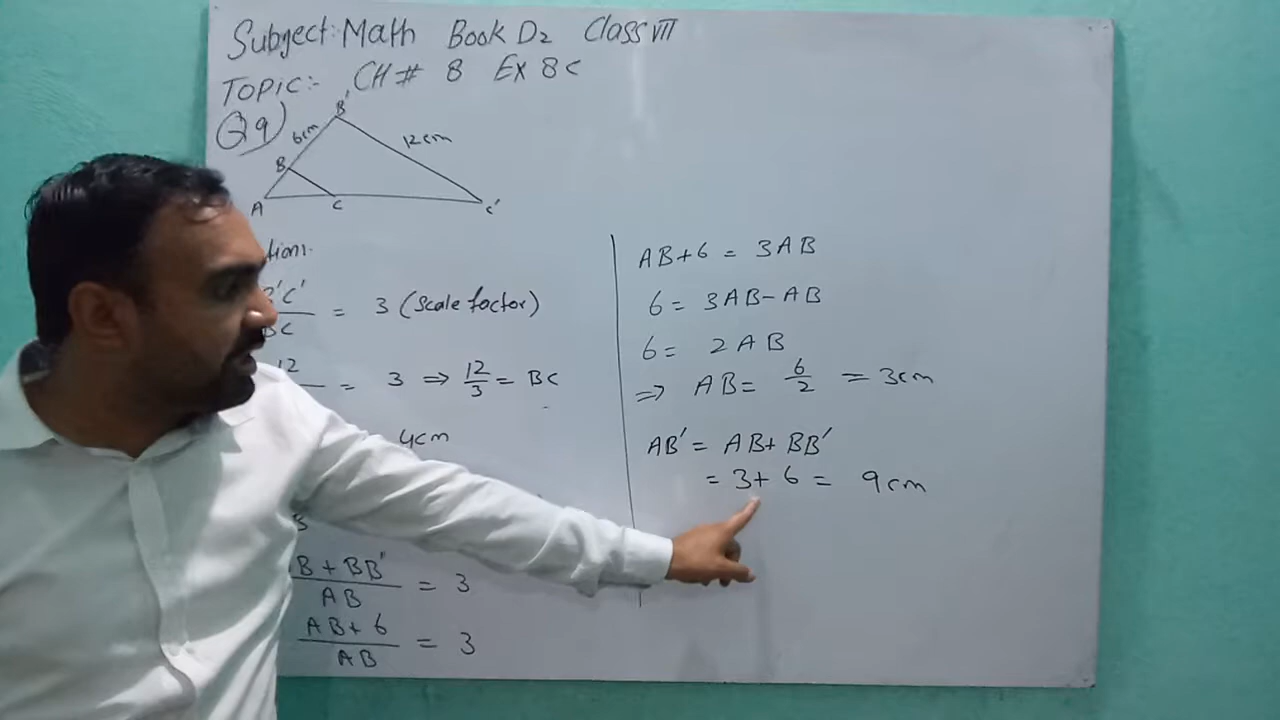 Subject: Math Book D2 Class VII
TOPIC:- CH # 8 EX 8C
Q9)
B'
6cm
12cm
B
A
C
C'
tion:-
B'C'
BC
= 3 (Scale factor)
12
= 3 ⇒ 12/3 = BC
4cm
B + BB'
AB
= 3
AB + 6
AB
= 3
AB+6 = 3AB
6 = 3AB-AB
6 = 2AB
⇒ AB = 6/2 = 3cm
AB' = AB + BB'
= 3+ 6 = 9cm